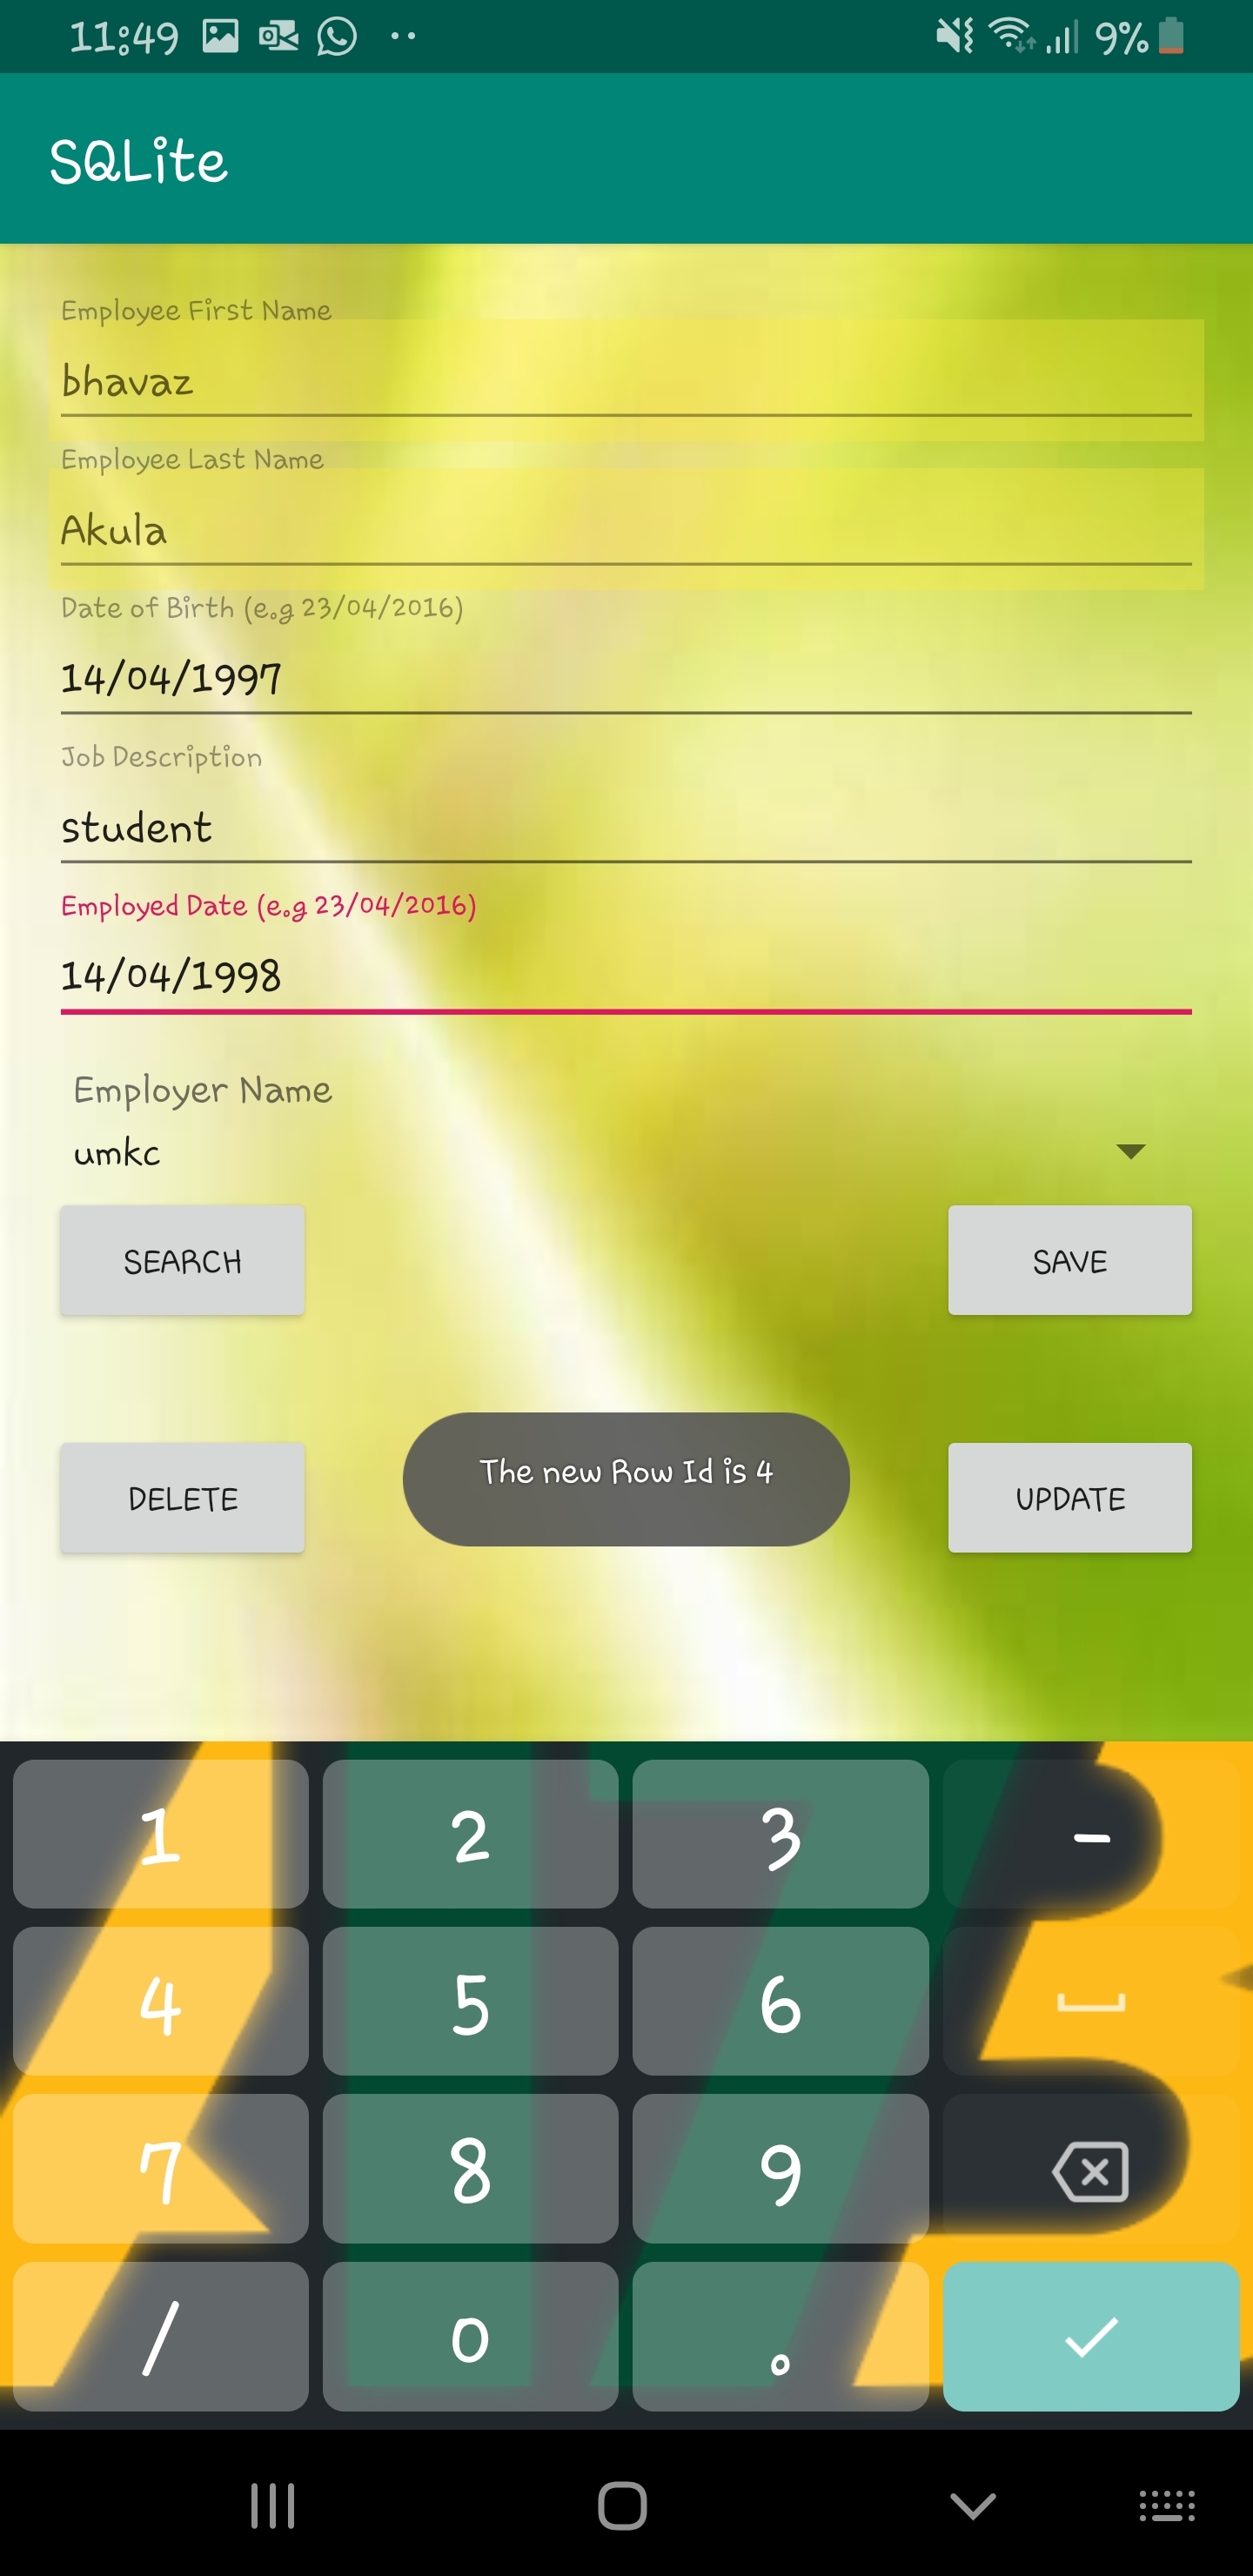 11:49 9%
SQLite
Employee First Name
bhavaz
Employee Last Name
Akula
Date of Birth (e.g 23/04/2016)
14/04/1997
Job Description
student
Employed Date (e.g 23/04/2016)
14/04/1998
Employer Name
umkc
SEARCH SAVE
DELETE The new Row Id is 4 UPDATE
1 2 3 -
4 5 6
7 8 9
/ 0 .